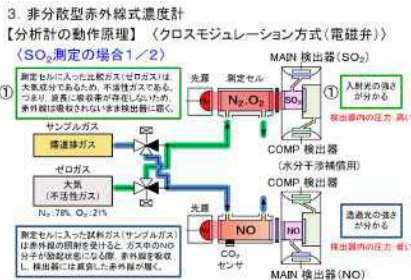 3. 非分散型赤外線式濃度計
【分析計の動作原理】〈クロスモジュレーション方式(電磁弁)〉
〈SO₂測定の場合1/2〉
MAIN 検出器(SO₂)
①
測定セルに入った比較ガス(ゼロガス)は、
大気成分であるため、不活性ガスである。
つまり、波長に吸収帯が存在しないため、
赤外線は吸収されないまま検出器に届く。
光源
測定セル
N₂.O₂
SO₂
①
入射光の強さ
が分かる
検出器内の圧力:高い
サンプルガス
煙道排ガス
ゼロガス
大気
(不活性ガス)
N₂:78%, O₂:21%
COMP 検出器
(水分干渉補償用)
COMP 検出器
光源
NO
NO
CO₂
センサ
透過光の強さ
が分かる
検出器内の圧力:低い
測定セルに入った試料ガス(サンプルガス)
は赤外線の照射を受けると、ガス中のNO
分子が励起状態になる際、赤外線を吸収
し、検出器には減衰した赤外線が届く。
MAIN 検出器(NO)